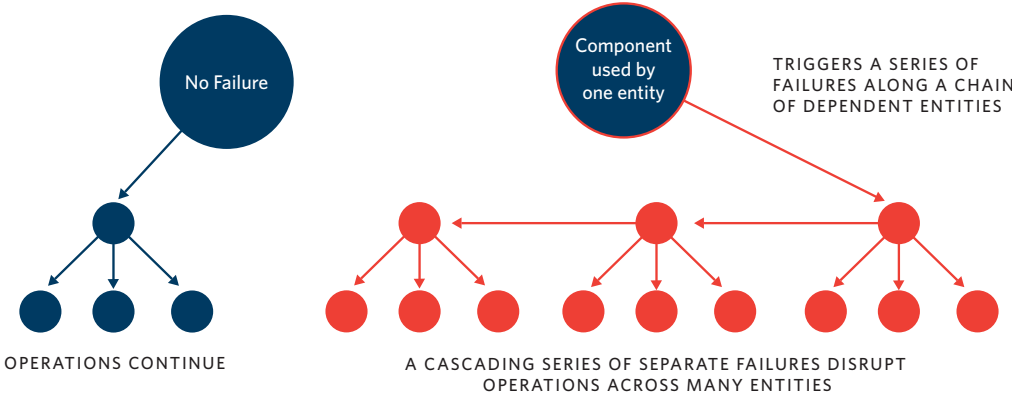 No Failure
Component
used by
one entity
TRIGGERS A SERIES OF
FAILURES ALONG A CHAIN
OF DEPENDENT ENTITIES
OPERATIONS CONTINUE
A CASCADING SERIES OF SEPARATE FAILURES DISRUPT
OPERATIONS ACROSS MANY ENTITIES